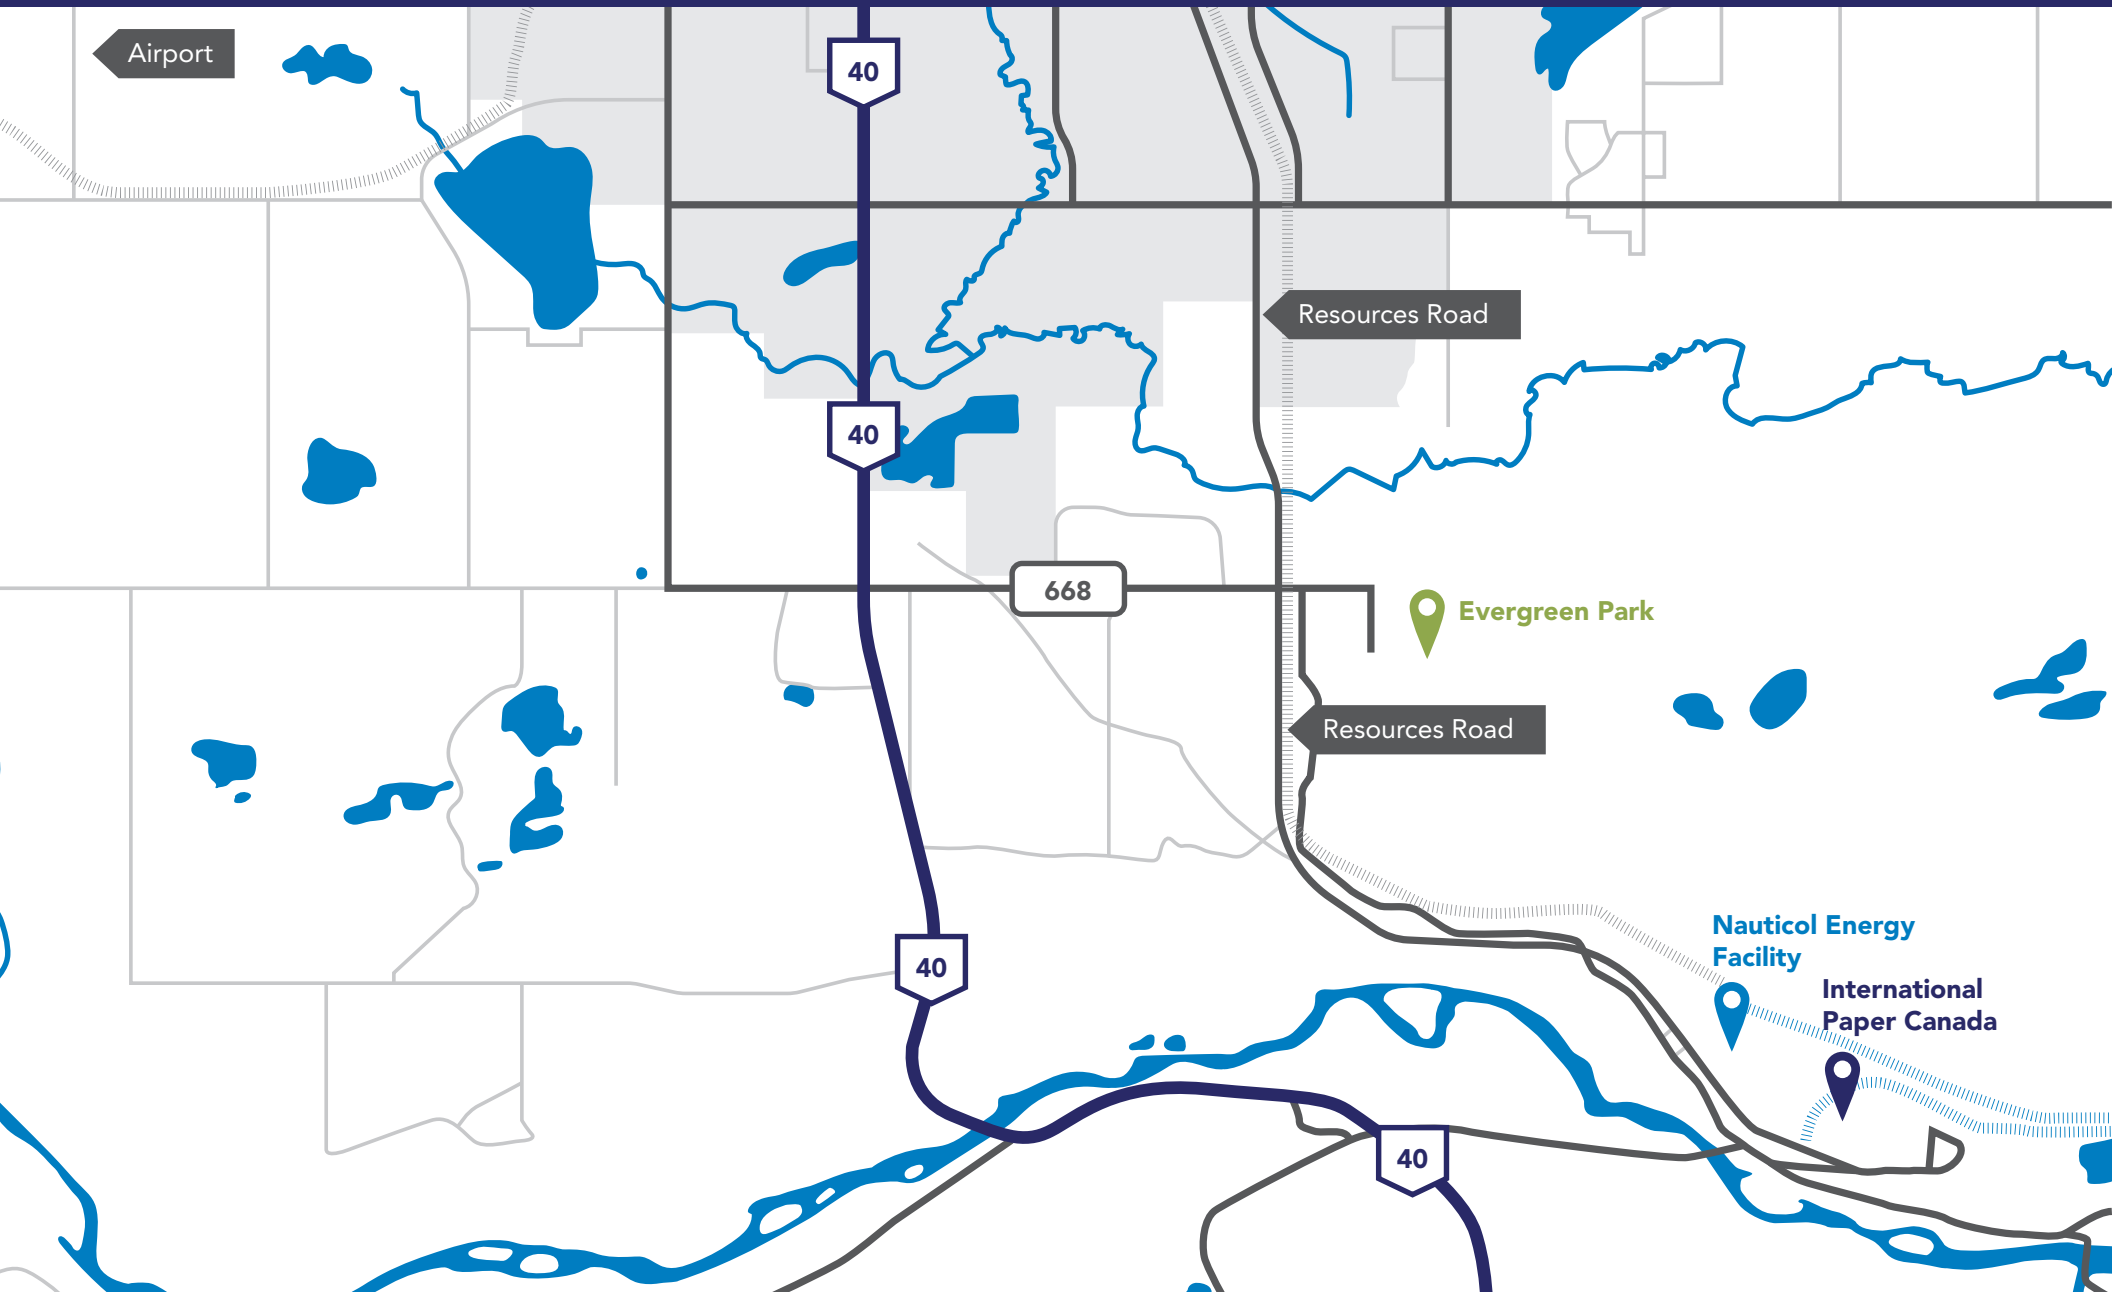 Airport
40
Resources Road
40
668
Evergreen Park
Resources Road
Nauticol Energy
Facility
40
International
Paper Canada
40